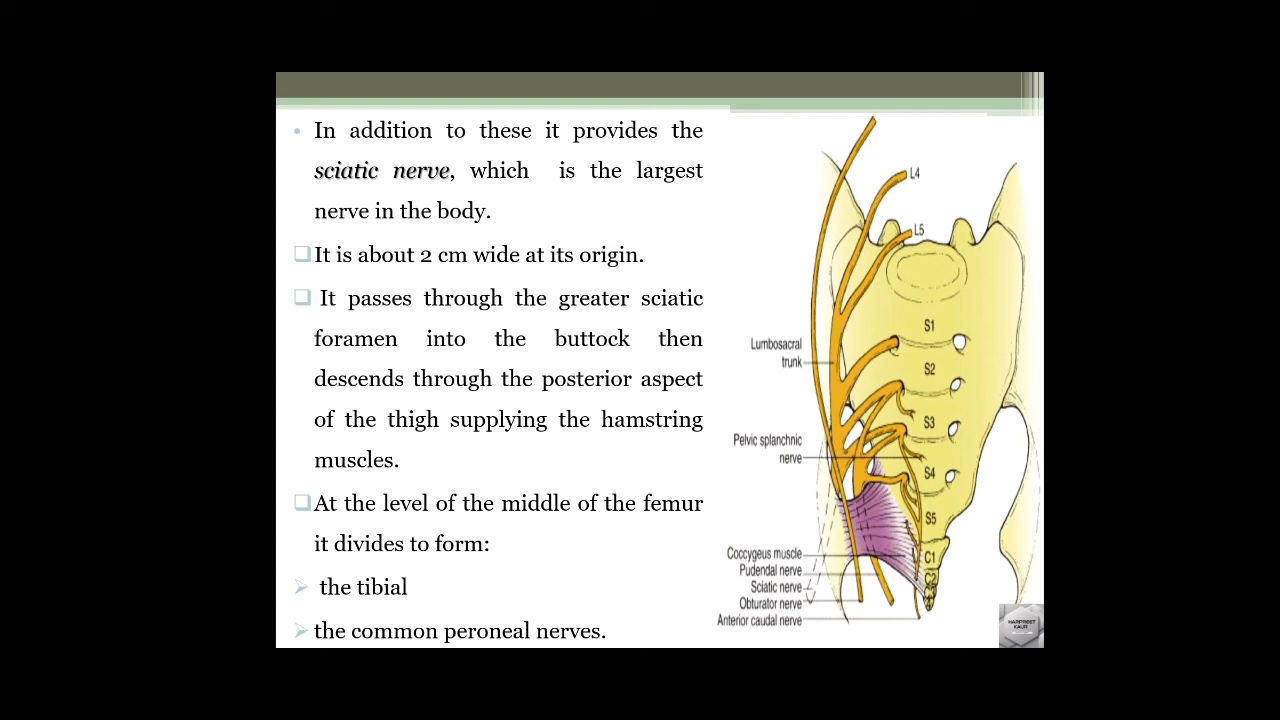 • In addition to these it provides the
sciatic nerve, which is the largest
nerve in the body.
❑ It is about 2 cm wide at its origin.
❑ It passes through the greater sciatic
foramen into the buttock then
descends through the posterior aspect
of the thigh supplying the hamstring
muscles.
❑ At the level of the middle of the femur
it divides to form:
➢ the tibial
➢ the common peroneal nerves.
L4
L5
S1
Lumbosacral
trunk
S2
S3
Pelvic splanchnic
nerve
S4
S5
Coccygeus muscle
C1
Pudendal nerve
C2
Sciatic nerve
Obturator nerve
Anterior caudal nerve
HARPREET
KAUR